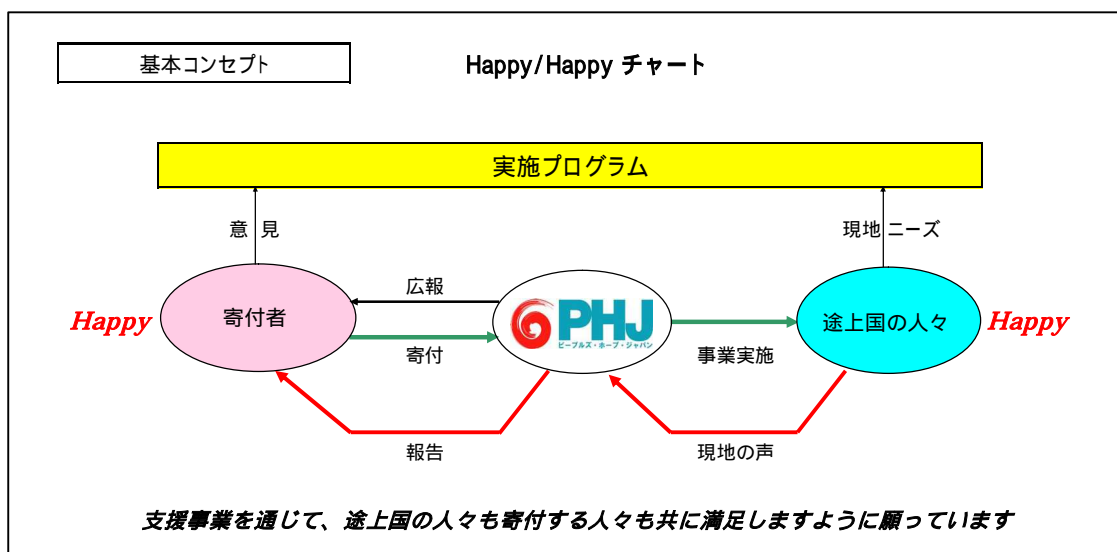 基本コンセプト
Happy/Happy チャート
実施プログラム
意見
現地ニーズ
広報
Happy
寄付者
PHJ
ピープルズ・ホープ・ジャパン
途上国の人々
Happy
寄付
事業実施
報告
現地の声
支援事業を通じて、途上国の人々も寄付する人々も共に満足しますように願っています